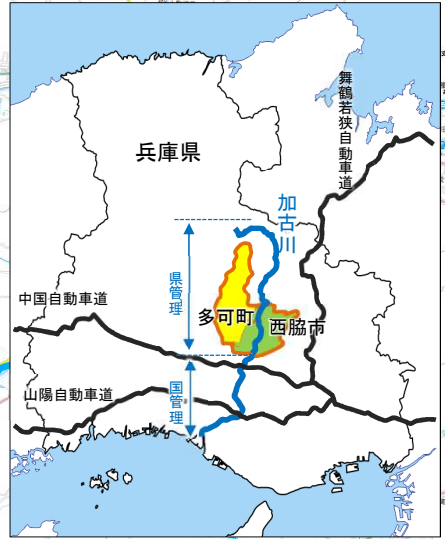 舞鶴若狭自動車道
兵庫県
加古川
県管理
中国自動車道
多可町
西脇市
国管理
山陽自動車道